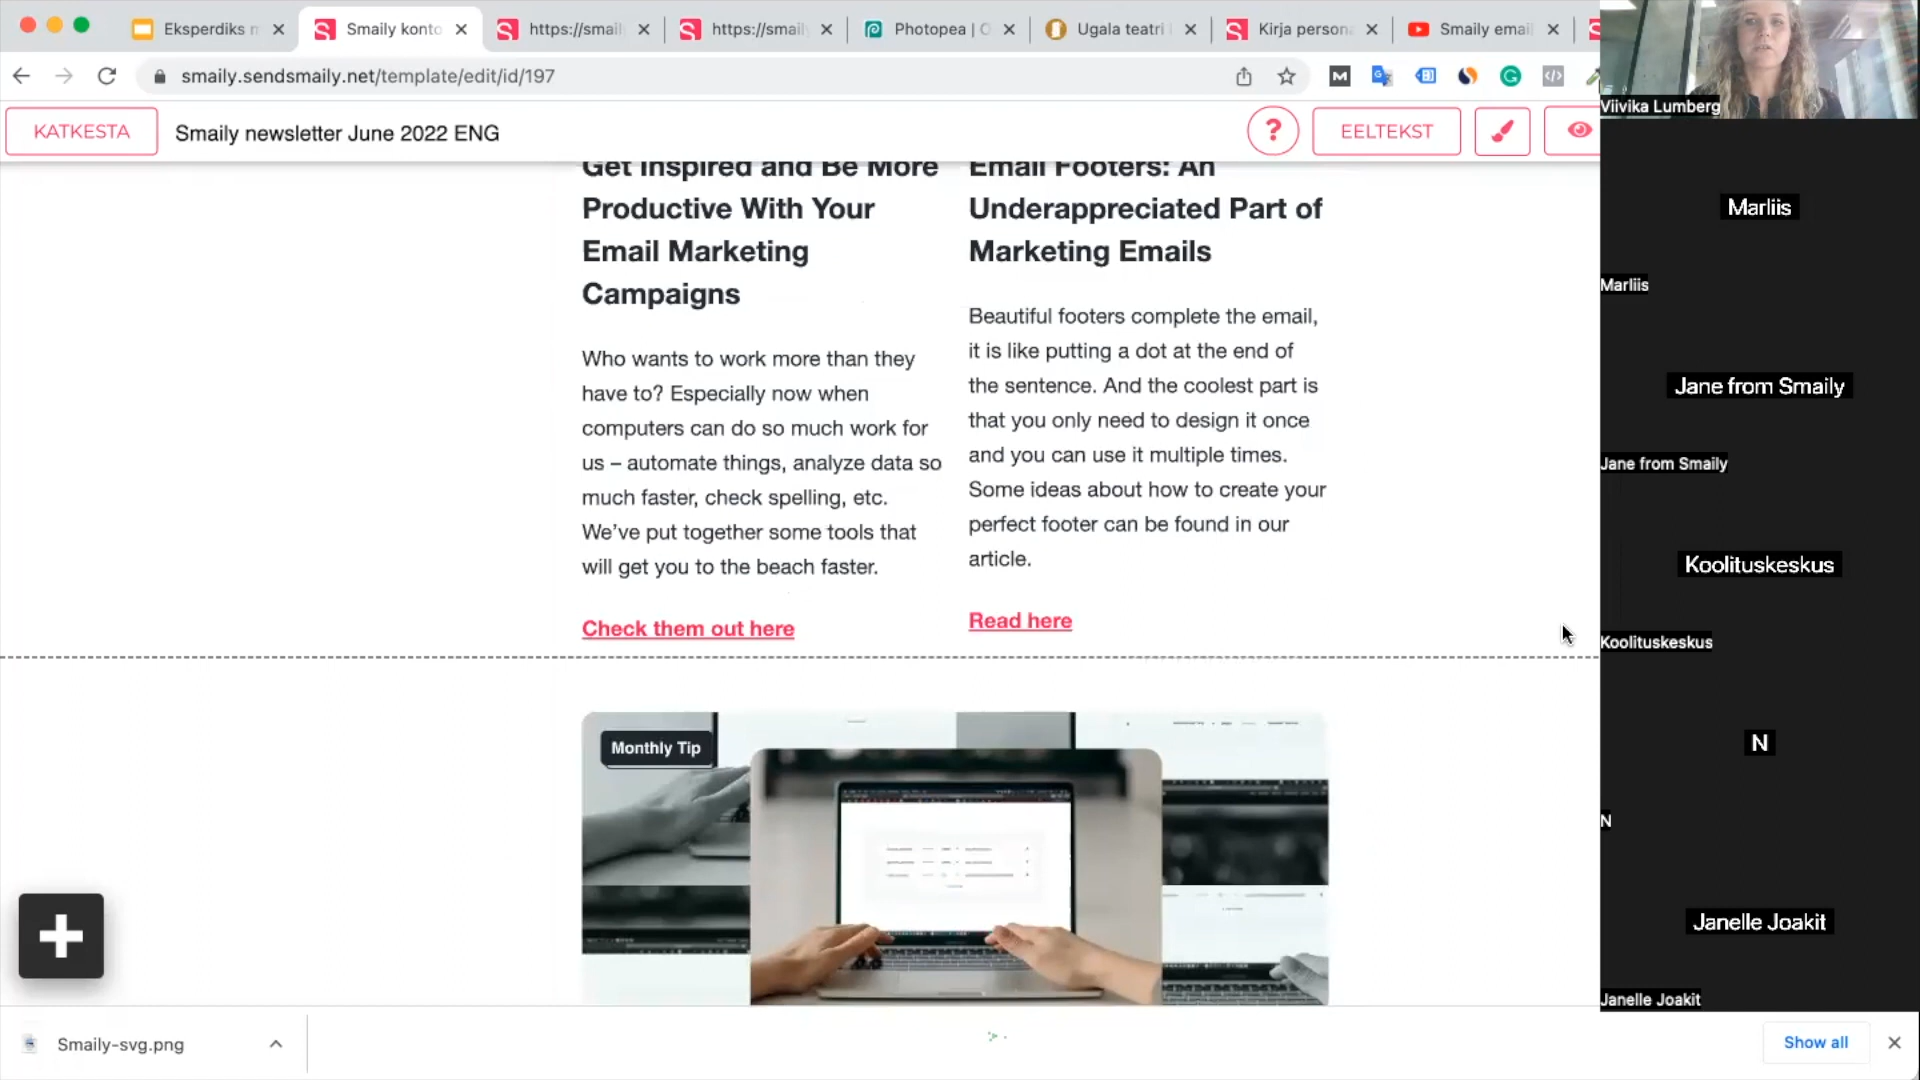 Eksperdiks
Smaily konto
https://smaily
https://smaily
Photopea | O
Ugala teatri
Kirja persona
Smaily email
smaily.sendsmaily.net/template/edit/id/197
KATKESTA
Smaily newsletter June 2022 ENG
?
EELTEKST
Get Inspired and Be More
Productive With Your
Email Marketing
Campaigns
Who wants to work more than they
have to? Especially now when
computers can do so much work for
us – automate things, analyze data so
much faster, check spelling, etc.
We’ve put together some tools that
will get you to the beach faster.
Check them out here
Email Footers: An
Underappreciated Part of
Marketing Emails
Beautiful footers complete the email,
it is like putting a dot at the end of
the sentence. And the coolest part is
that you only need to design it once
and you can use it multiple times.
Some ideas about how to create your
perfect footer can be found in our
article.
Read here
Monthly Tip
Smaily-svg.png
Show all
Viivika Lumberg
Marliis
Marliis
Jane from Smaily
Jane from Smaily
Koolituskeskus
Koolituskeskus
N
N
Janelle Joakit
Janelle Joakit